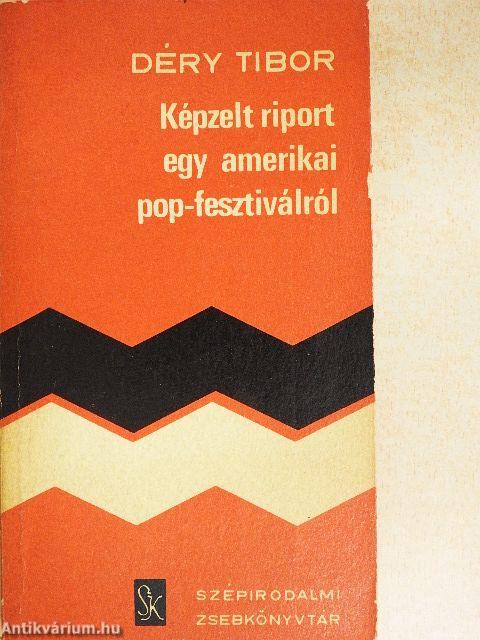 DÉRY TIBOR
Képzelt riport
egy amerikai
pop-fesztiválról
SZK
SZÉPIRODALMI
ZSEBKÖNYVTÁR
Antikvárium.hu